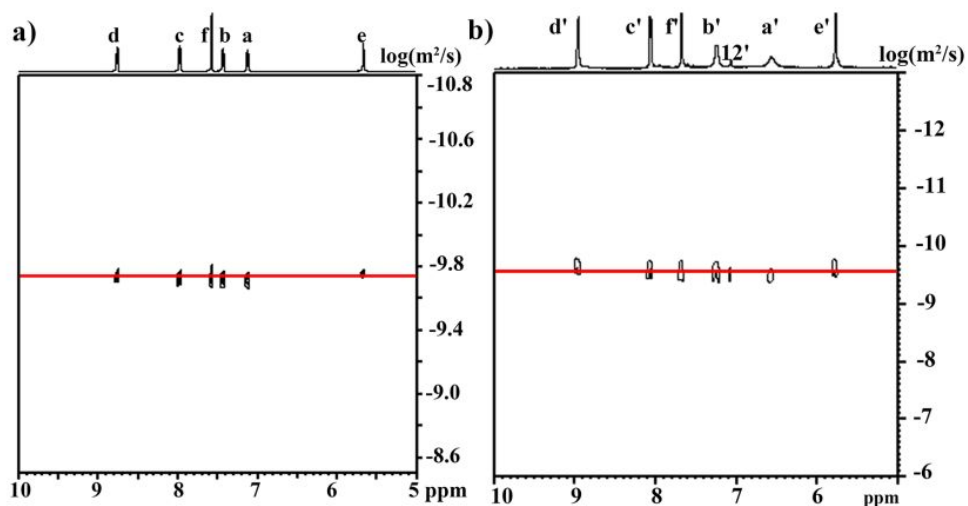 a)
d c f b a e
log(m²/s)
-10.8
-10.6
-10.2
-9.8
-9.4
-9.0
-8.6
10 9 8 7 6 5 ppm
b)
d' c' f' b' a' e'
12'
log(m²/s)
-12
-11
-10
-9
-8
-7
-6
10 9 8 7 6 ppm